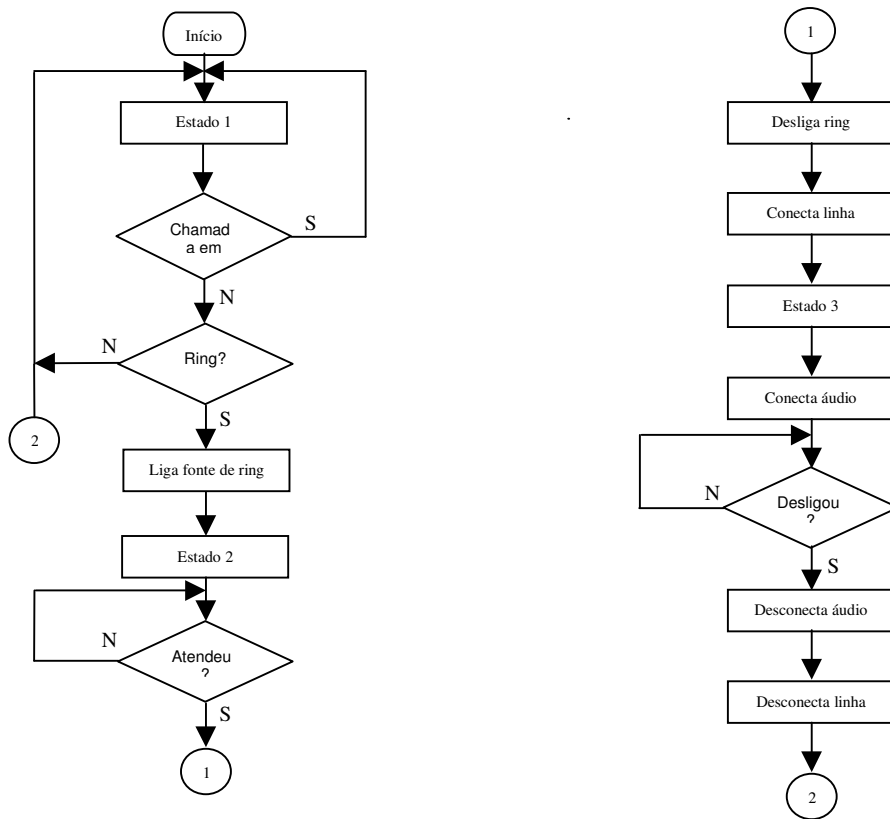 Início
Estado 1
Chamad
a em
S
N
Ring?
N
S
2
Liga fonte de ring
Estado 2
N
Atendeu
?
S
1
1
Desliga ring
Conecta linha
Estado 3
Conecta áudio
N
Desligou
?
S
Desconecta áudio
Desconecta linha
2